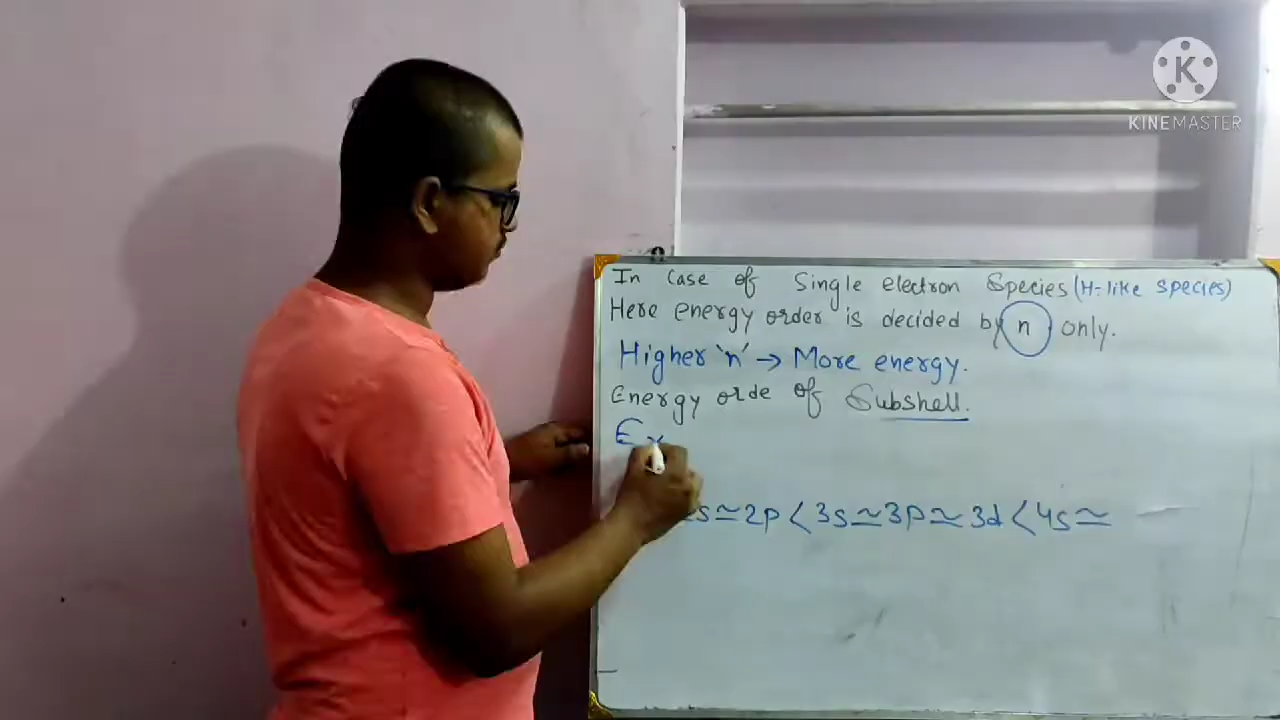 K
KINEMASTER
In Case of Single electron Species (H-like species)
Here energy order is decided by n only.
Higher 'n' → More energy.
Energy orde of Subshell.
Ex
s ≃ 2p < 3s ≃ 3p ≃ 3d < 4s ≃